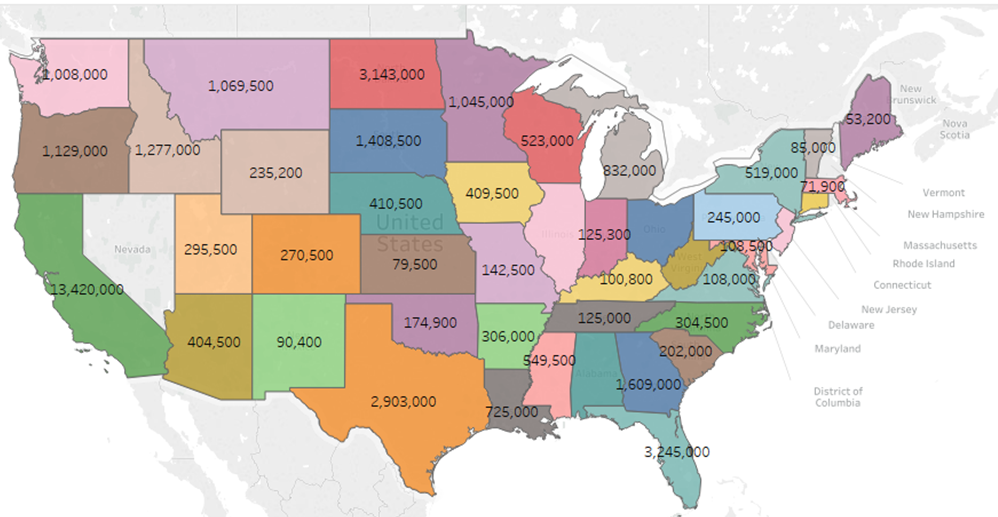 1,008,000
1,069,500
3,143,000
1,045,000
53,200
New
Brunswick
Nova
Scotia
1,129,000
1,277,000
235,200
1,408,500
523,000
832,000
519,000
85,000
71,900
Vermont
New Hampshire
409,500
410,500
United
States
245,000
108,500
Massachusetts
Rhode Island
Connecticut
Nevada
295,500
270,500
79,500
142,500
Illinois
125,300
Ohio
West
Virginia
100,800
108,000
13,420,000
New Jersey
Delaware
Maryland
404,500
90,400
174,900
306,000
125,000
304,500
202,000
549,500
Alabama
1,609,000
2,903,000
725,000
3,245,000
District of
Columbia